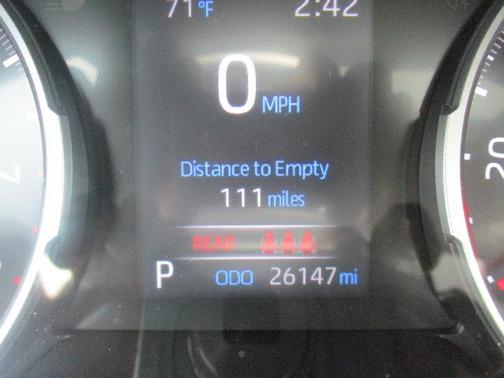 71°F 2:42
0 MPH
Distance to Empty
111 miles
REAR
P ODO 26147 mi